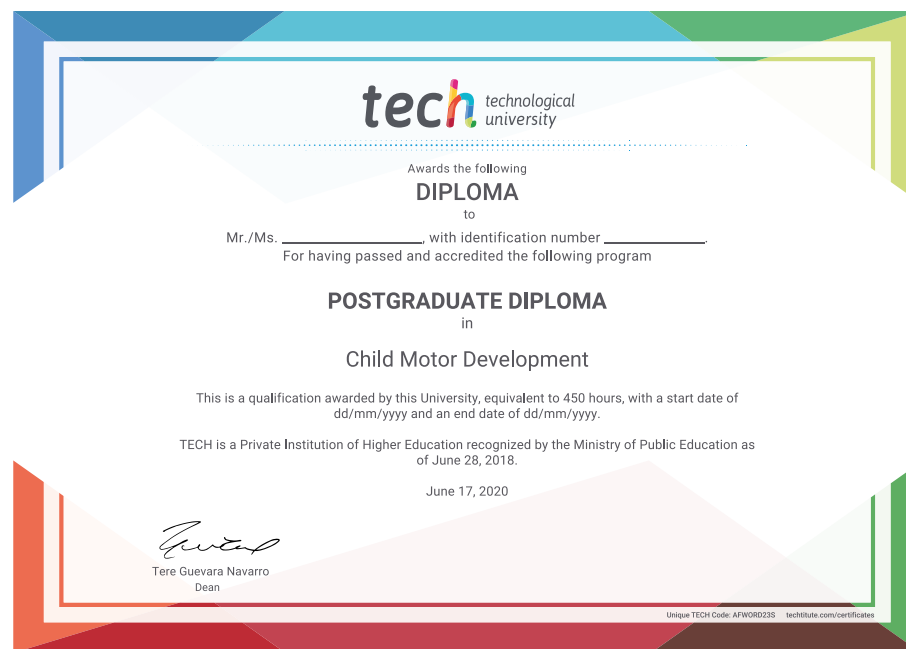 tech technological
university
Awards the following
DIPLOMA
to
Mr./Ms. ____________, with identification number ____________.
For having passed and accredited the following program
POSTGRADUATE DIPLOMA
in
Child Motor Development
This is a qualification awarded by this University, equivalent to 450 hours, with a start date of
dd/mm/yyyy and an end date of dd/mm/yyyy.
TECH is a Private Institution of Higher Education recognized by the Ministry of Public Education as
of June 28, 2018.
June 17, 2020
Tere Guevara Navarro
Dean
Unique TECH Code: AFWORD23S techtitute.com/certificates